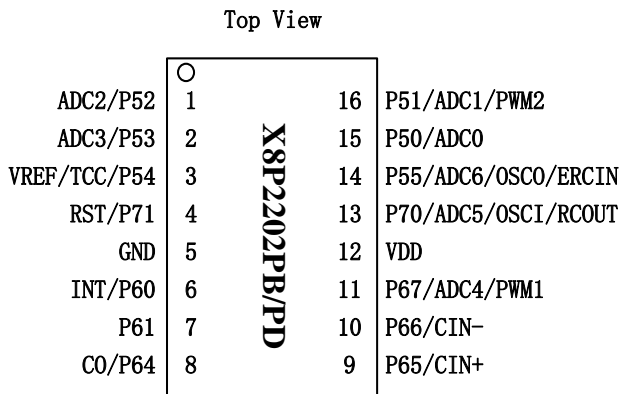 Top View
ADC2/P52 1 16 P51/ADC1/PWM2
ADC3/P53 2 15 P50/ADC0
VREF/TCC/P54 3 14 P55/ADC6/OSCO/ERCIN
RST/P71 4 13 P70/ADC5/OSCI/RCOUT
GND 5 12 VDD
INT/P60 6 11 P67/ADC4/PWM1
P61 7 10 P66/CIN-
CO/P64 8 9 P65/CIN+
X8P2202PB/PD